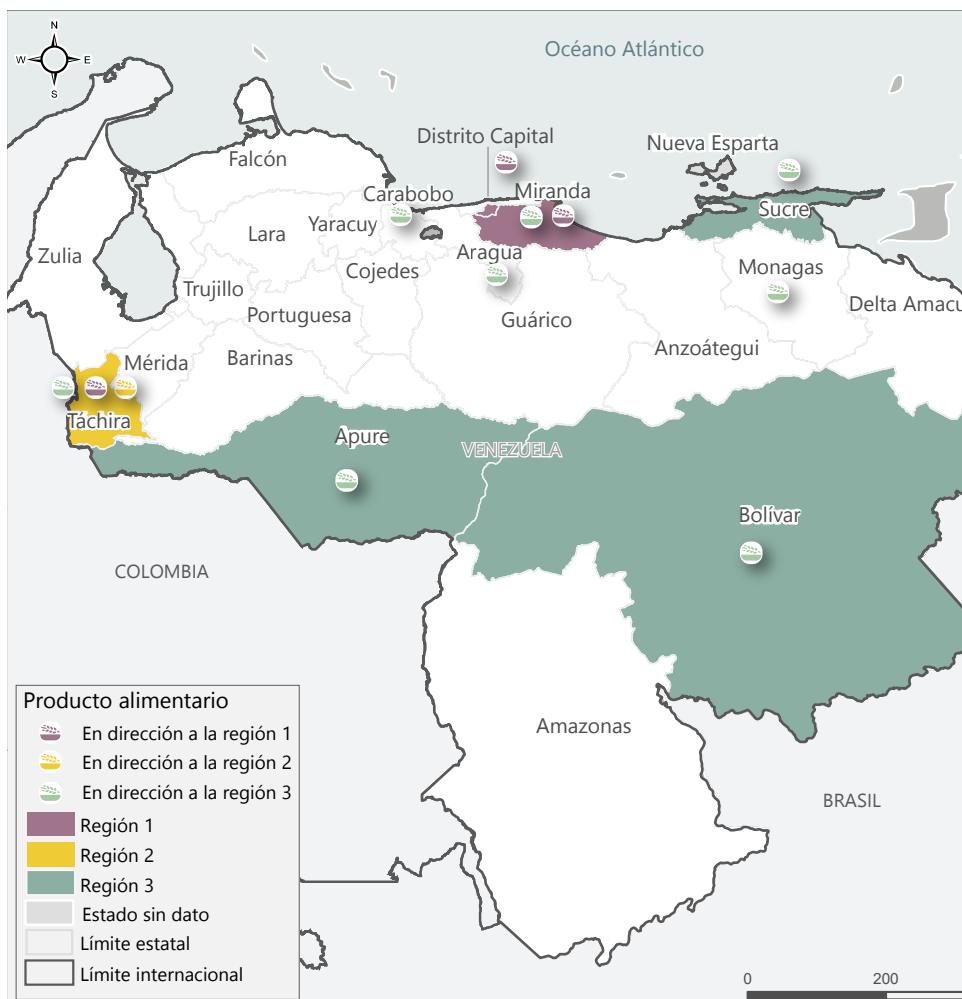 N
W
E
S
Océano Atlántico
Distrito Capital
Nueva Esparta
Falcón
Carabobo
Miranda
Sucre
Yaracuy
Lara
Zulia
Aragua
Cojedes
Monagas
Trujillo
Delta Amacu
Portuguesa
Guárico
Anzoátegui
Mérida
Barinas
Táchira
Apure
VENEZUELA
Bolívar
COLOMBIA
Amazonas
BRASIL
Producto alimentario
En dirección a la región 1
En dirección a la región 2
En dirección a la región 3
Región 1
Región 2
Región 3
Estado sin dato
Límite estatal
Límite internacional
0
200